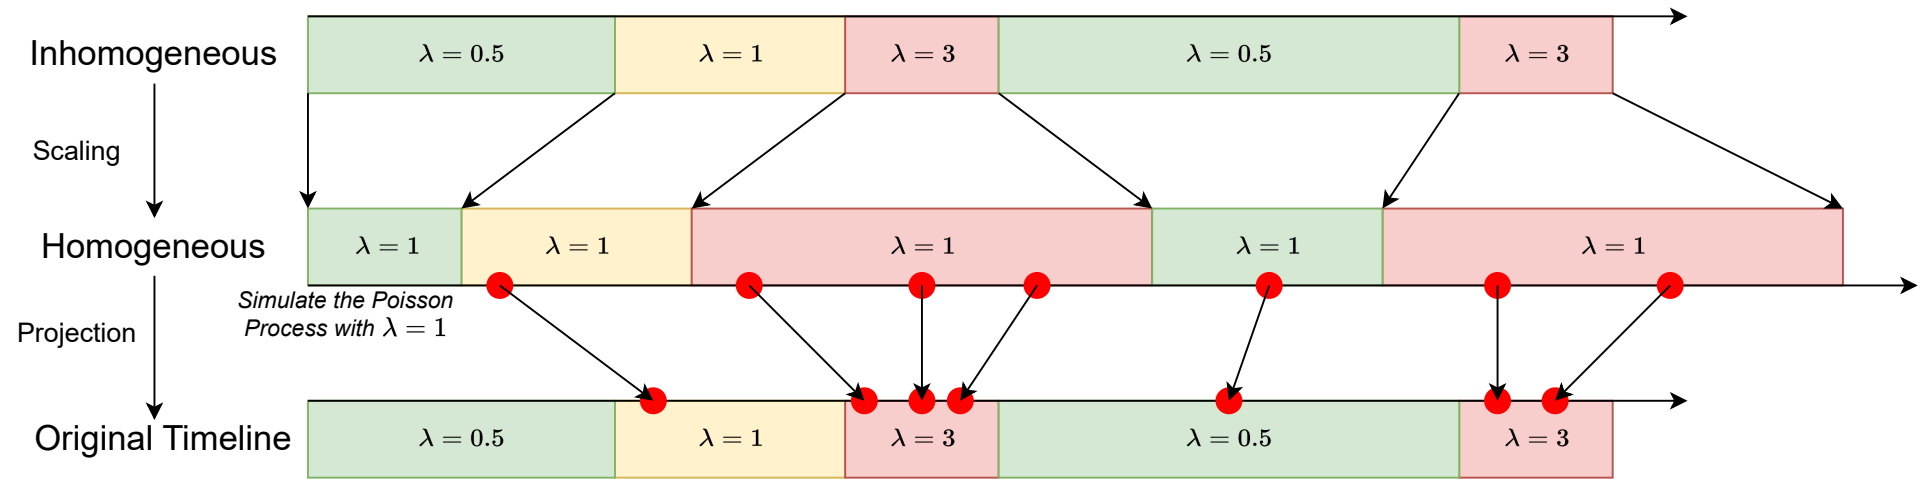 Inhomogeneous
λ = 0.5
λ = 1
λ = 3
λ = 0.5
λ = 3
Scaling
Homogeneous
λ = 1
λ = 1
λ = 1
λ = 1
λ = 1
Simulate the Poisson
Process with λ = 1
Projection
Original Timeline
λ = 0.5
λ = 1
λ = 3
λ = 0.5
λ = 3